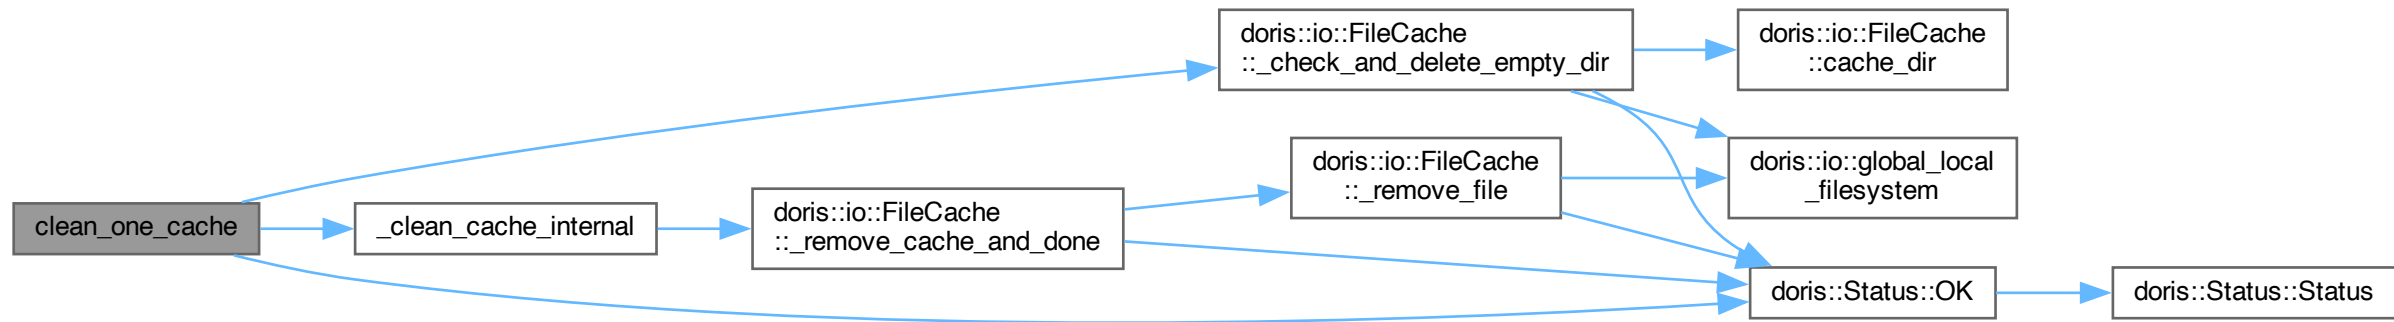 clean_one_cache
_clean_cache_internal
doris::io::FileCache
::_remove_cache_and_done
doris::io::FileCache
::_check_and_delete_empty_dir
doris::io::FileCache
::_remove_file
doris::io::FileCache
::cache_dir
doris::io::global_local
_filesystem
doris::Status::OK
doris::Status::Status